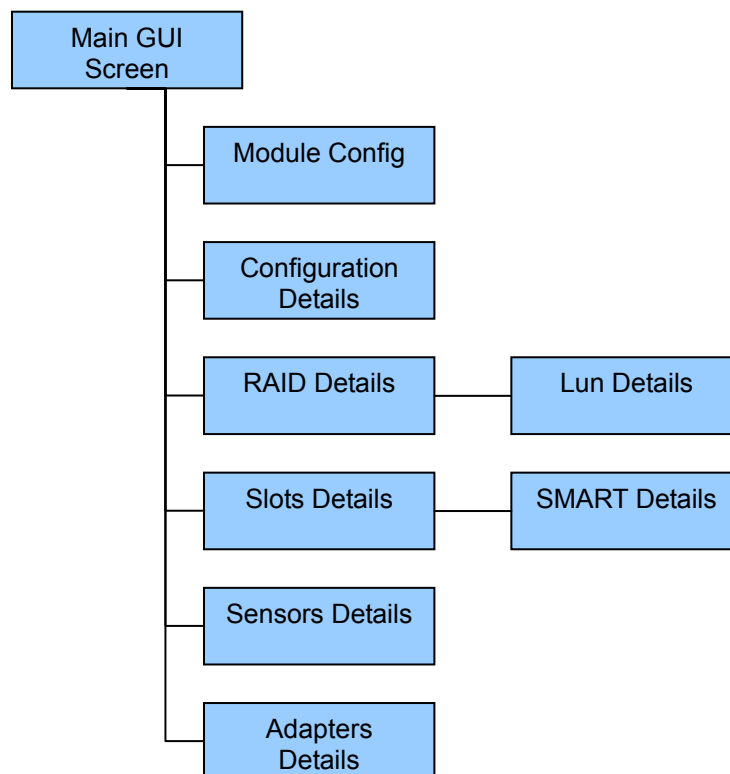 Main GUI
Screen
Module Config
Configuration
Details
RAID Details
Lun Details
Slots Details
SMART Details
Sensors Details
Adapters
Details